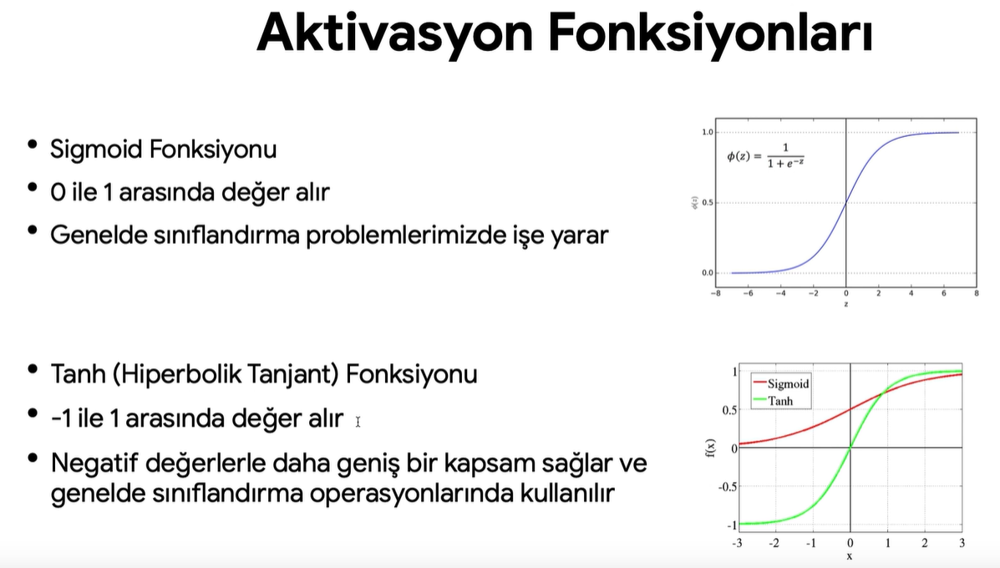 Aktivasyon Fonksiyonları
• Sigmoid Fonksiyonu
• 0 ile 1 arasında değer alır
• Genelde sınıflandırma problemlerimizde işe yarar
1.0
ϕ(z) = 1 / (1 + e^-z)
ϕ(z)
0.5
0.0
-8 -6 -4 -2 0 2 4 6 8
z
• Tanh (Hiperbolik Tanjant) Fonksiyonu
• -1 ile 1 arasında değer alır
• Negatif değerlerle daha geniş bir kapsam sağlar ve
genelde sınıflandırma operasyonlarında kullanılır
1
Sigmoid
Tanh
0.5
f(x)
0
-0.5
-1
-3 -2 -1 0 1 2 3
x